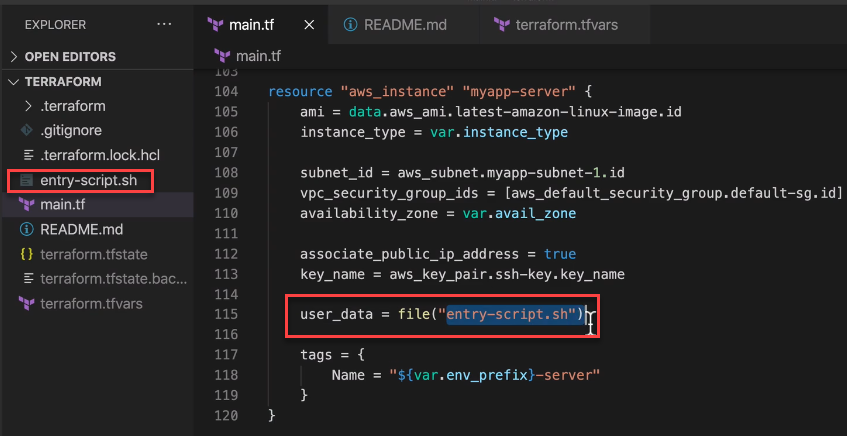 EXPLORER
···
main.tf
README.md
terraform.tfvars
OPEN EDITORS
TERRAFORM
.terraform
.gitignore
.terraform.lock.hcl
entry-script.sh
main.tf
README.md
terraform.tfstate
terraform.tfstate.bac...
terraform.tfvars
main.tf
103
104 resource "aws_instance" "myapp-server" {
105 ami = data.aws_ami.latest-amazon-linux-image.id
106 instance_type = var.instance_type
107
108 subnet_id = aws_subnet.myapp-subnet-1.id
109 vpc_security_group_ids = [aws_default_security_group.default-sg.id]
110 availability_zone = var.avail_zone
111
112 associate_public_ip_address = true
113 key_name = aws_key_pair.ssh-key.key_name
114
115 user_data = file("entry-script.sh")
116
117 tags = {
118 Name = "${var.env_prefix}-server"
119 }
120 }